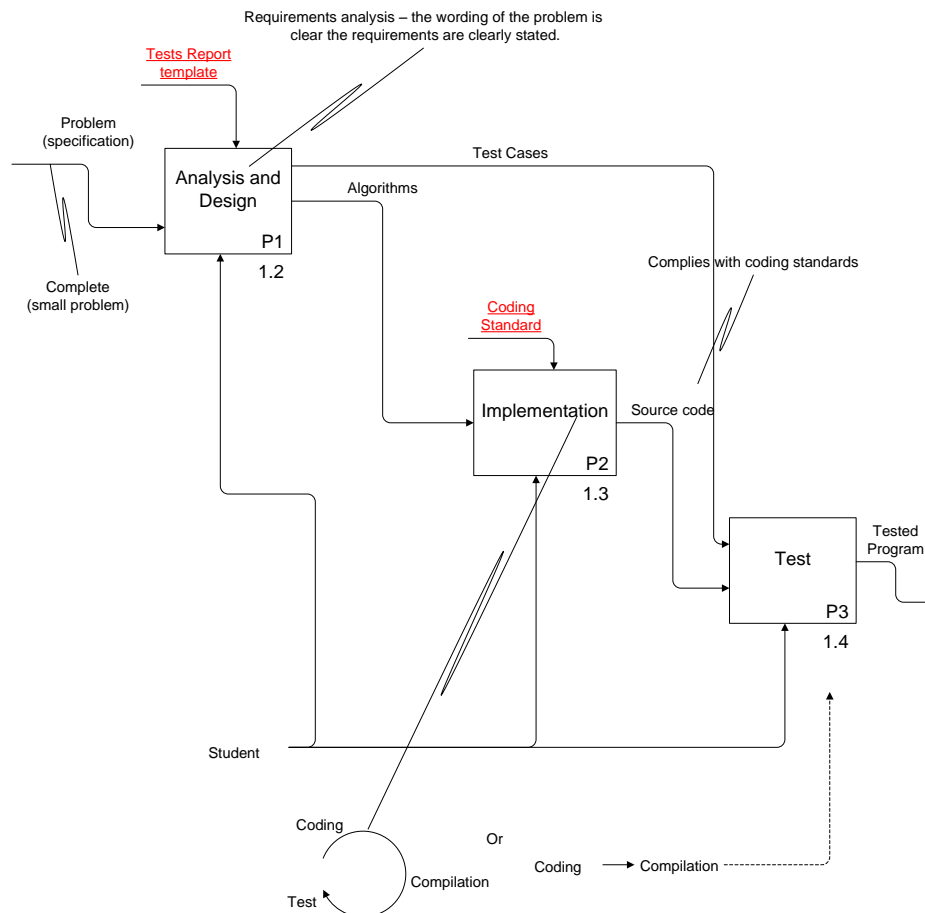 Requirements analysis – the wording of the problem is
clear the requirements are clearly stated.
Tests Report
template
Problem
(specification)
Test Cases
Analysis and
Design
Algorithms
P1
1.2
Complete
(small problem)
Complies with coding standards
Coding
Standard
Implementation
Source code
P2
1.3
Tested
Program
Test
P3
1.4
Student
Coding
Or
Coding
Compilation
Compilation
Test